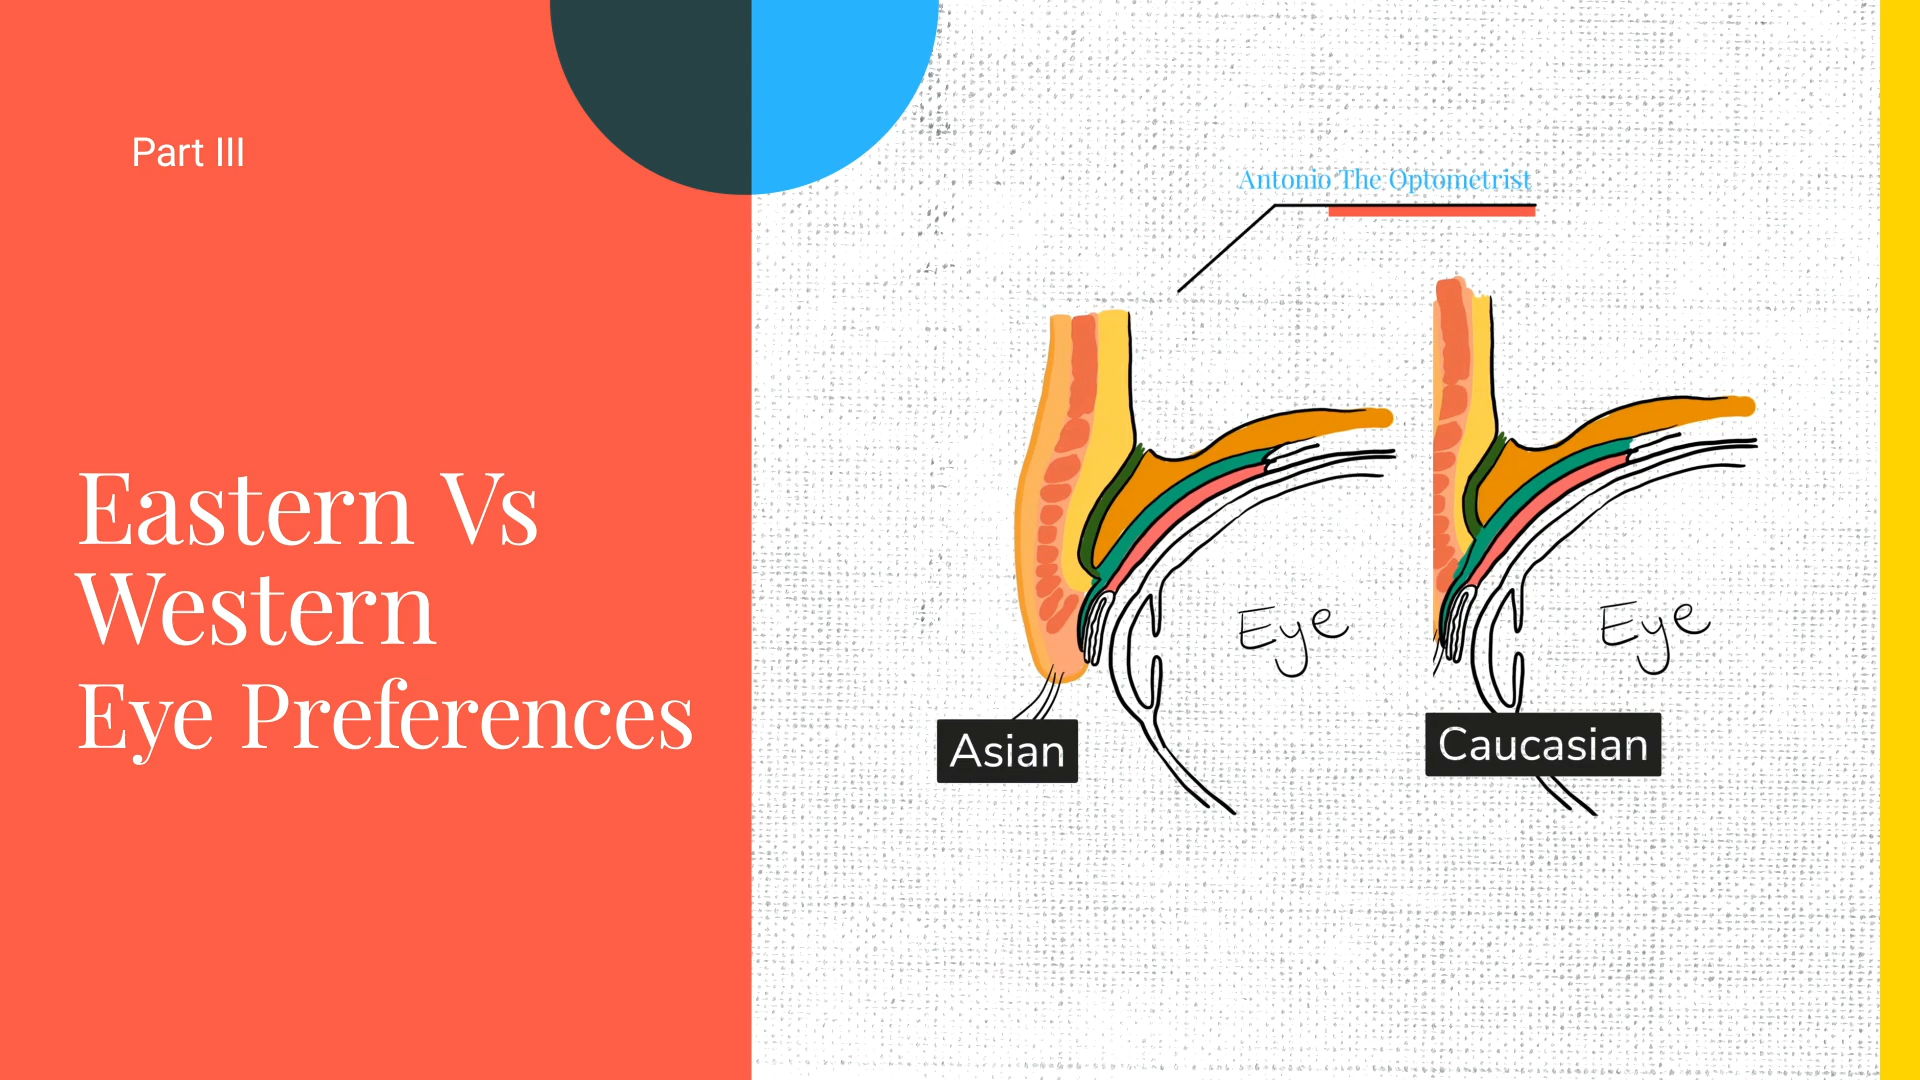 Part III
Eastern Vs
Western
Eye Preferences
Antonio The Optometrist
Eye
Eye
Asian
Caucasian